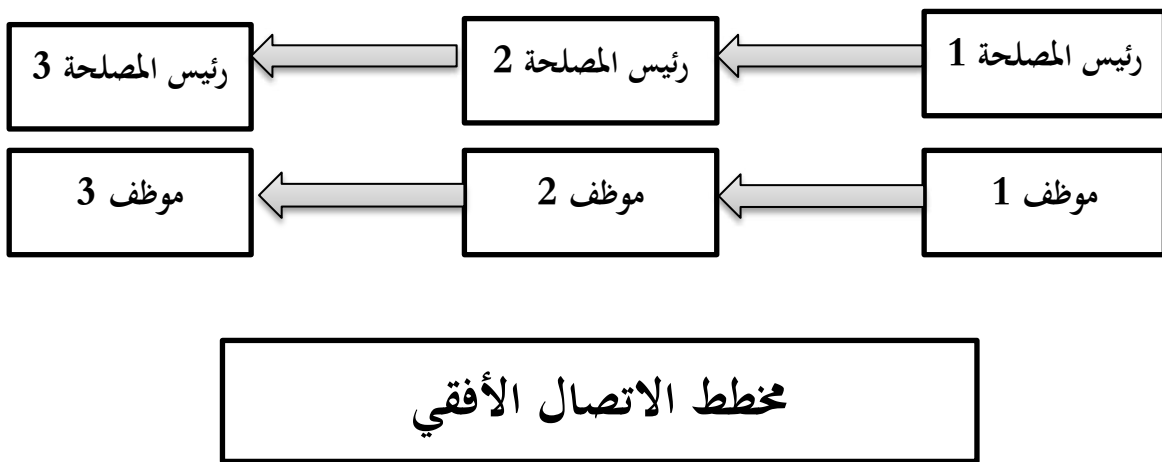 رئيس المصلحة 1
رئيس المصلحة 2
رئيس المصلحة 3
موظف 1
موظف 2
موظف 3
مخطط الاتصال الأفقي